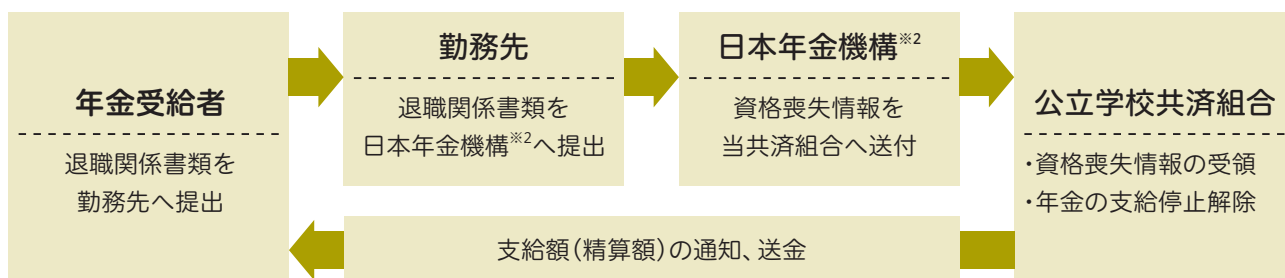 年金受給者
退職関係書類を
勤務先へ提出
勤務先
退職関係書類を
日本年金機構※2へ提出
日本年金機構※2
資格喪失情報を
当共済組合へ送付
公立学校共済組合
・資格喪失情報の受領
・年金の支給停止解除
支給額(精算額)の通知、送金